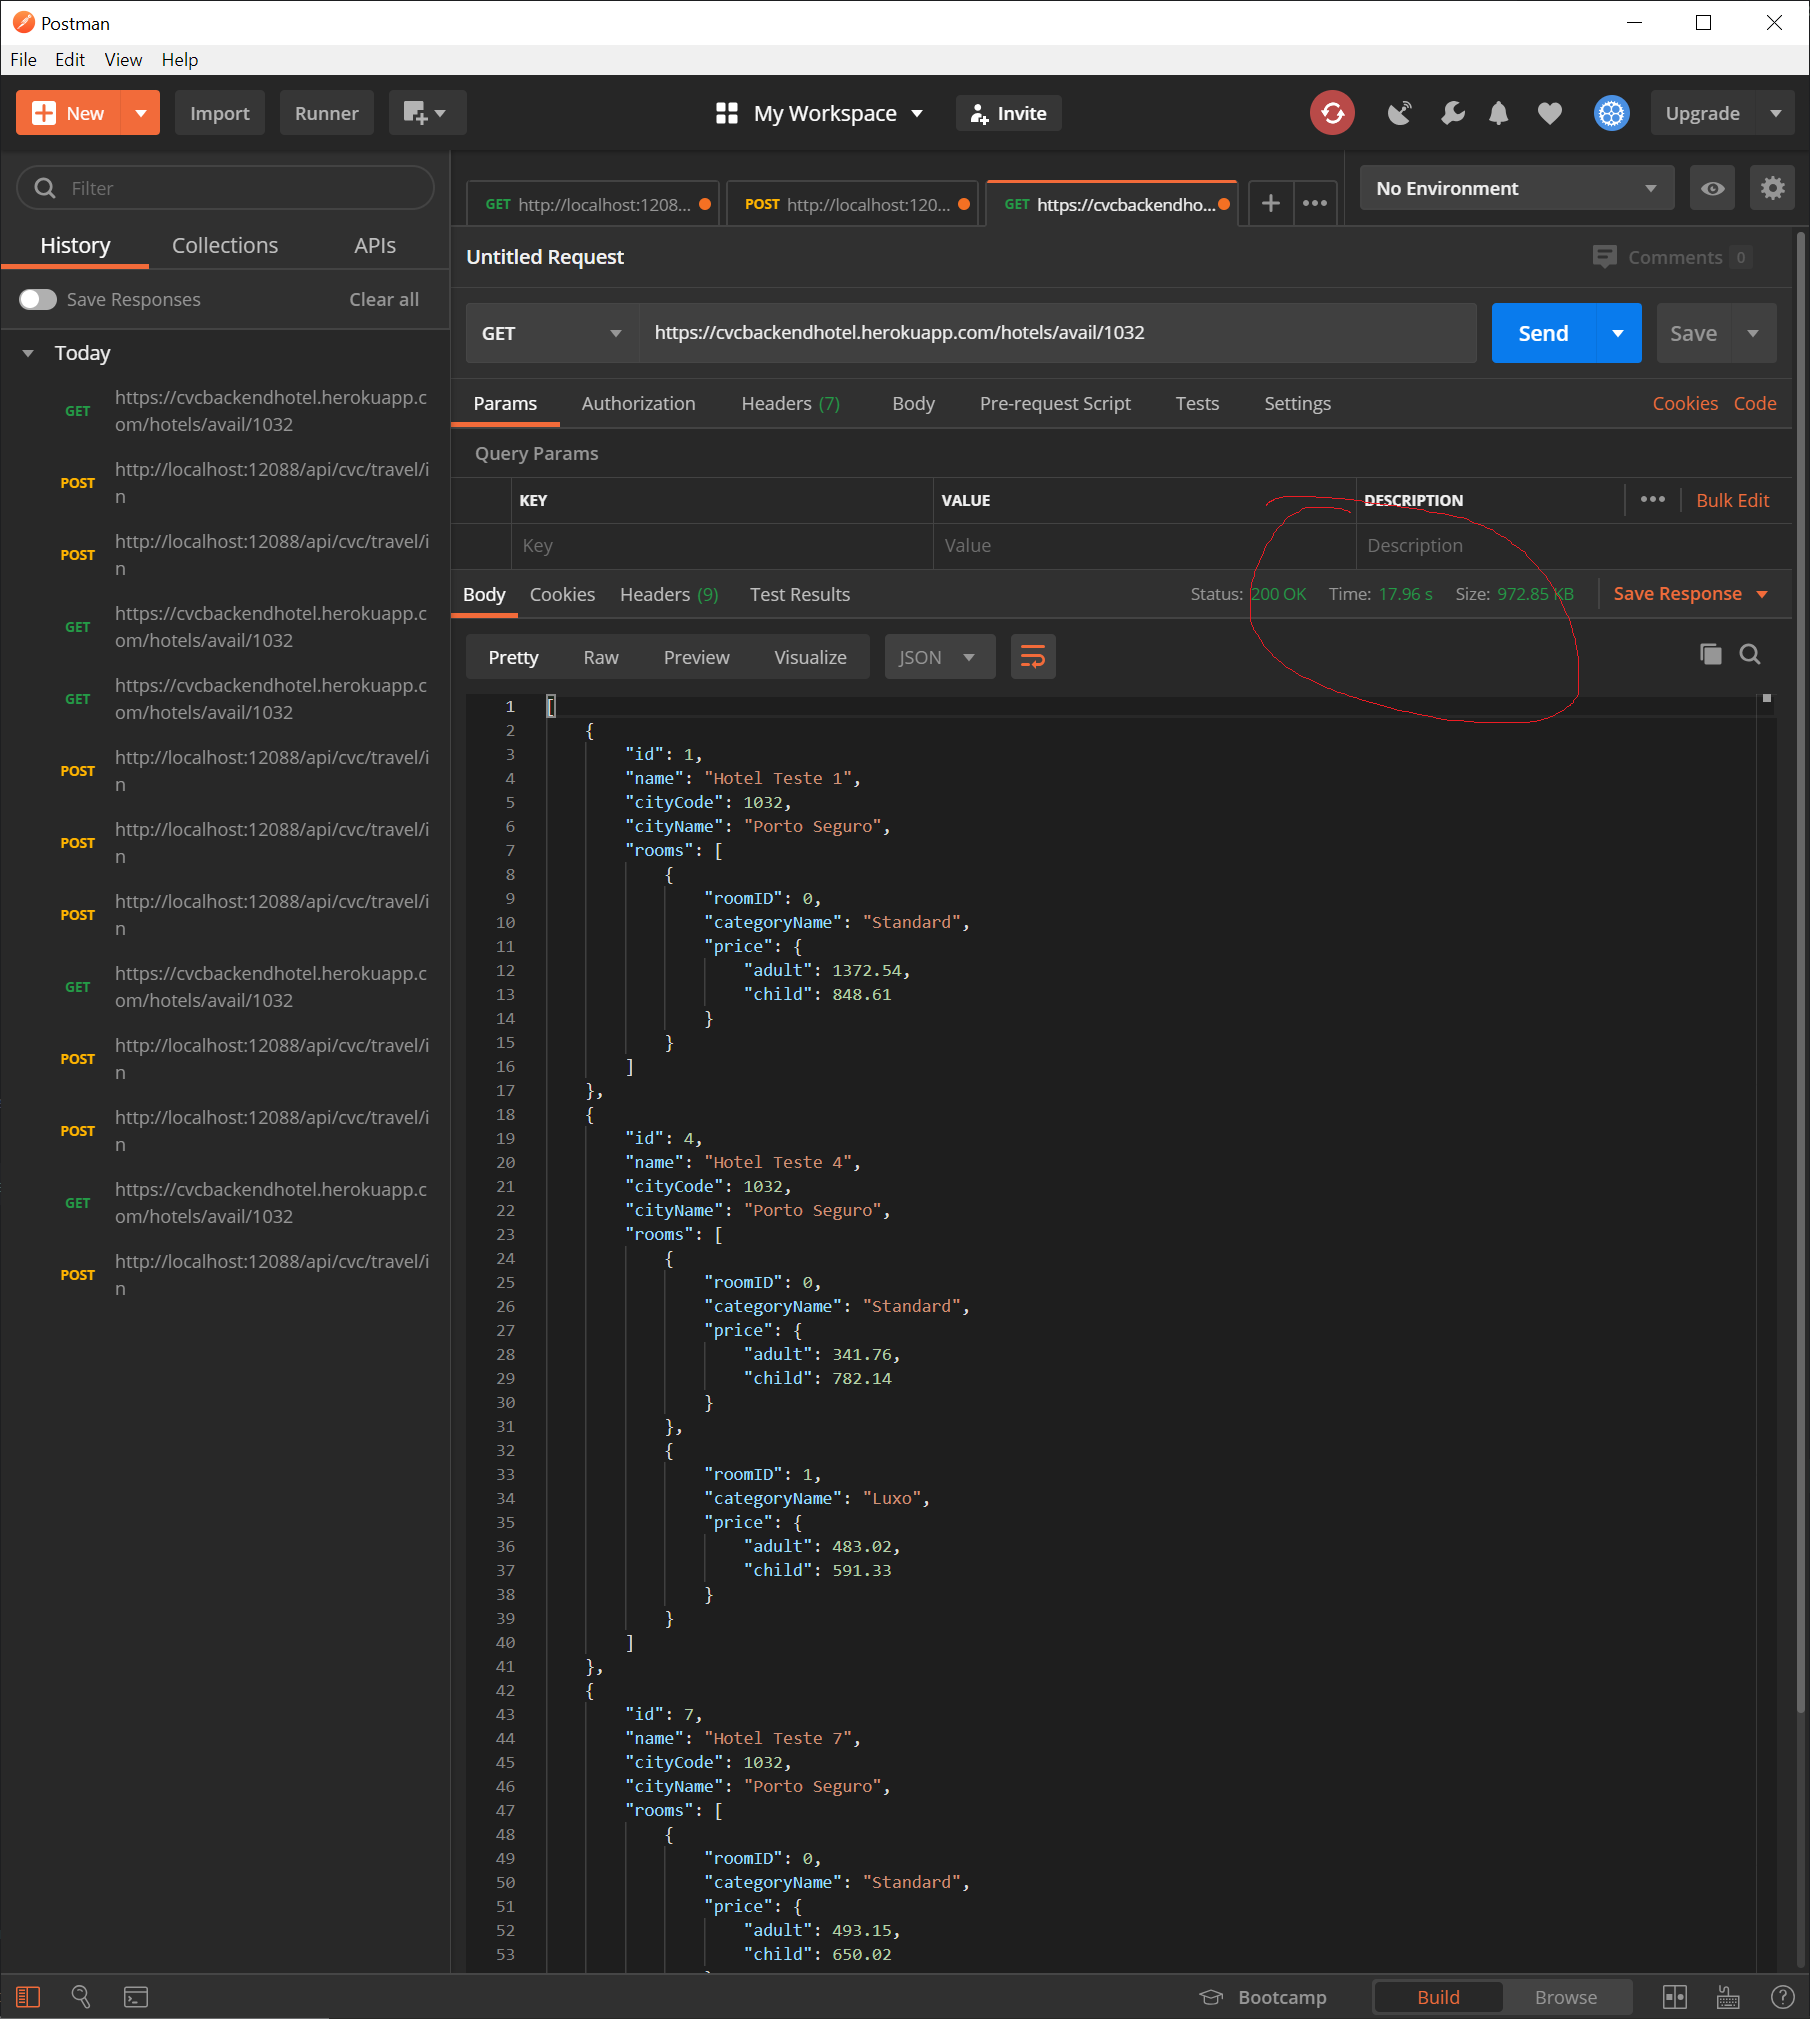 Postman
File Edit View Help
New Import Runner My Workspace Invite Upgrade
Filter
History Collections APIs
Save Responses Clear all
Today
GET https://cvcbackendhotel.herokuapp.c
om/hotels/avail/1032
POST http://localhost:12088/api/cvc/travel/i
n
POST http://localhost:12088/api/cvc/travel/i
n
GET https://cvcbackendhotel.herokuapp.c
om/hotels/avail/1032
GET https://cvcbackendhotel.herokuapp.c
om/hotels/avail/1032
POST http://localhost:12088/api/cvc/travel/i
n
POST http://localhost:12088/api/cvc/travel/i
n
POST http://localhost:12088/api/cvc/travel/i
n
GET https://cvcbackendhotel.herokuapp.c
om/hotels/avail/1032
POST http://localhost:12088/api/cvc/travel/i
n
POST http://localhost:12088/api/cvc/travel/i
n
GET https://cvcbackendhotel.herokuapp.c
om/hotels/avail/1032
POST http://localhost:12088/api/cvc/travel/i
n
GET http://localhost:1208... POST http://localhost:120... GET https://cvcbackendho... + ••• No Environment
Untitled Request Comments 0
GET https://cvcbackendhotel.herokuapp.com/hotels/avail/1032 Send Save
Params Authorization Headers (7) Body Pre-request Script Tests Settings Cookies Code
Query Params
KEY VALUE DESCRIPTION ••• Bulk Edit
Key Value Description
Body Cookies Headers (9) Test Results Status: 200 OK Time: 17.96 s Size: 972.85 KB Save Response
Pretty Raw Preview Visualize JSON
1 [
2 {
3 "id": 1,
4 "name": "Hotel Teste 1",
5 "cityCode": 1032,
6 "cityName": "Porto Seguro",
7 "rooms": [
8 {
9 "roomID": 0,
10 "categoryName": "Standard",
11 "price": {
12 "adult": 1372.54,
13 "child": 848.61
14 }
15 }
16 ]
17 },
18 {
19 "id": 4,
20 "name": "Hotel Teste 4",
21 "cityCode": 1032,
22 "cityName": "Porto Seguro",
23 "rooms": [
24 {
25 "roomID": 0,
26 "categoryName": "Standard",
27 "price": {
28 "adult": 341.76,
29 "child": 782.14
30 }
31 },
32 {
33 "roomID": 1,
34 "categoryName": "Luxo",
35 "price": {
36 "adult": 483.02,
37 "child": 591.33
38 }
39 }
40 ]
41 },
42 {
43 "id": 7,
44 "name": "Hotel Teste 7",
45 "cityCode": 1032,
46 "cityName": "Porto Seguro",
47 "rooms": [
48 {
49 "roomID": 0,
50 "categoryName": "Standard",
51 "price": {
52 "adult": 493.15,
53 "child": 650.02
Bootcamp Build Browse